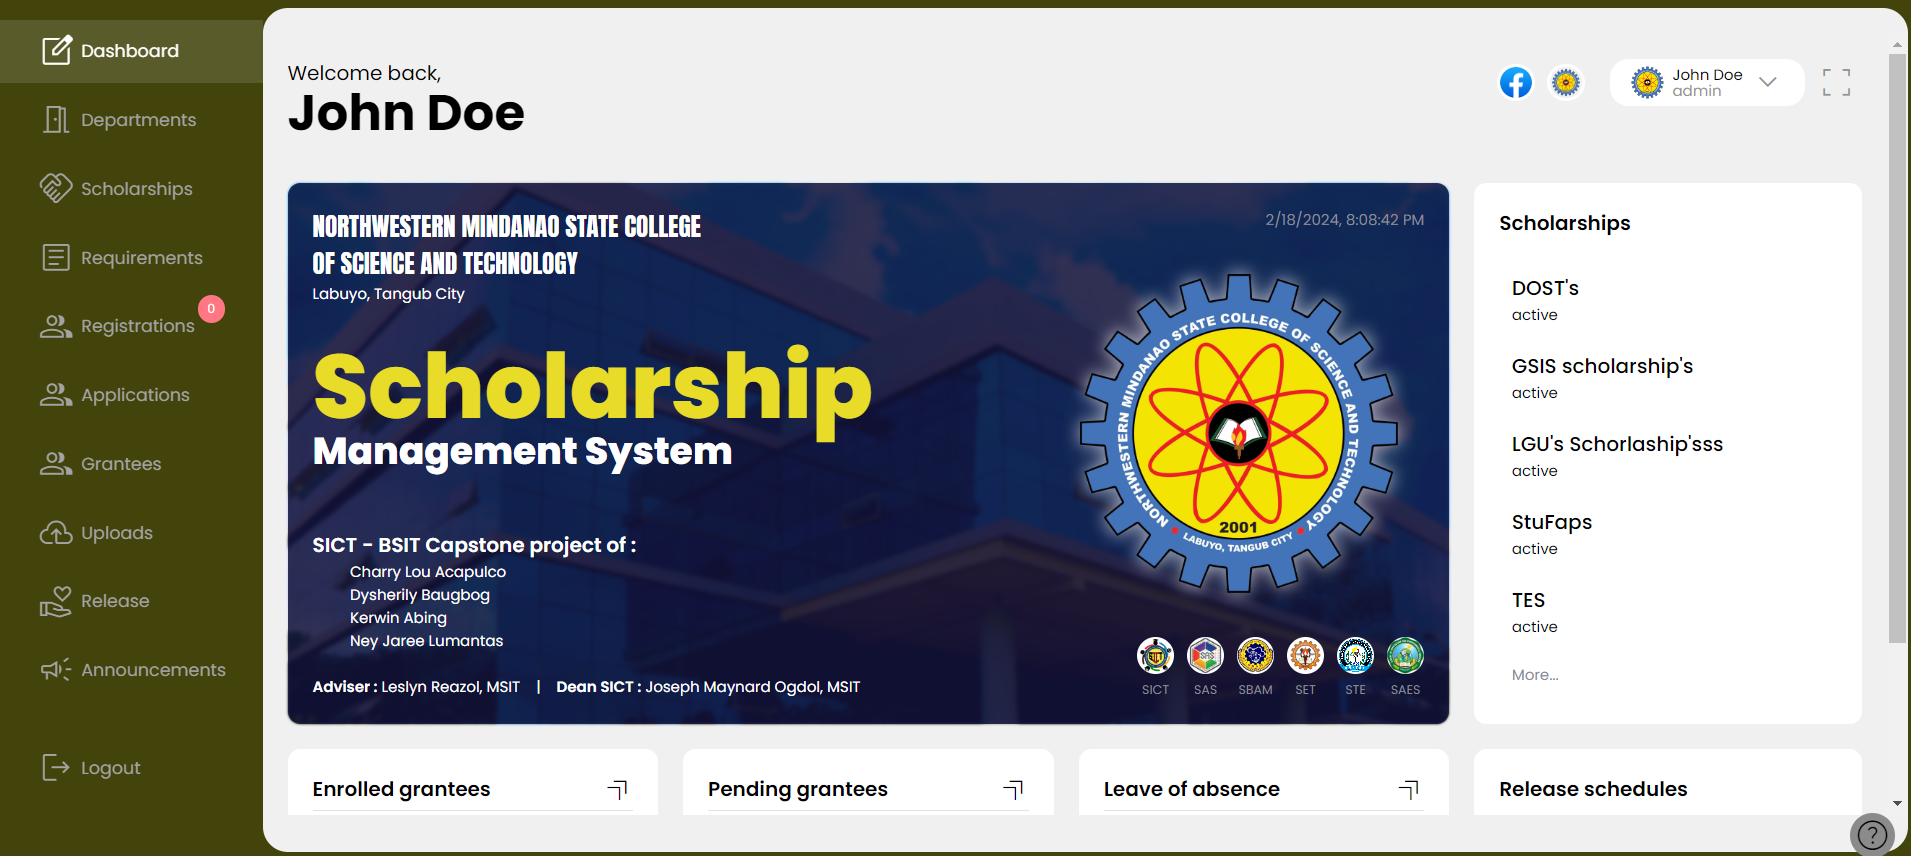 Dashboard
Departments
Scholarships
Requirements
0
Registrations
Applications
Grantees
Uploads
Release
Announcements
Logout
Welcome back,
John Doe
John Doe
admin
NORTHWESTERN MINDANAO STATE COLLEGE
OF SCIENCE AND TECHNOLOGY
Labuyo, Tangub City
2/18/2024, 8:08:42 PM
Scholarship
Management System
NORTHWESTERN MINDANAO STATE COLLEGE OF SCIENCE AND TECHNOLOGY
2001
LABUYO, TANGUB CITY
SICT - BSIT Capstone project of :
Charry Lou Acapulco
Dysherily Baugbog
Kerwin Abing
Ney Jaree Lumantas
Adviser : Leslyn Reazol, MSIT | Dean SICT : Joseph Maynard Ogdol, MSIT
SICT SAS SBAM SET STE SAES
Scholarships
DOST's
active
GSIS scholarship's
active
LGU's Schorlaship'sss
active
StuFaps
active
TES
active
More...
Enrolled grantees
Pending grantees
Leave of absence
Release schedules
?